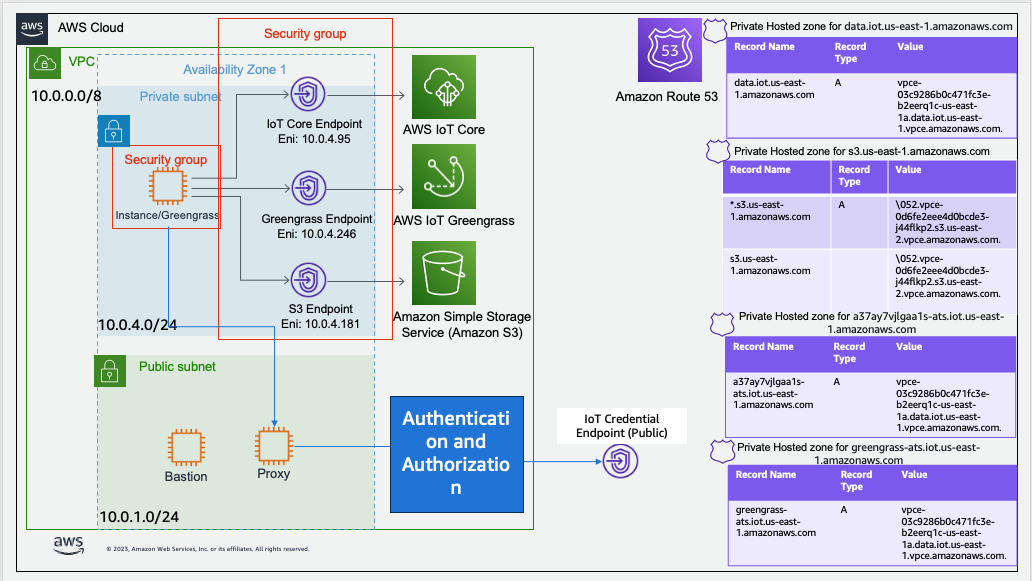 aws
AWS Cloud
Security group
VPC
Availability Zone 1
10.0.0.0/8
Private subnet
IoT Core Endpoint
Eni: 10.0.4.95
AWS IoT Core
Security group
Instance/Greengrass
Greengrass Endpoint
Eni: 10.0.4.246
AWS IoT Greengrass
S3 Endpoint
Eni: 10.0.4.181
Amazon Simple Storage
Service (Amazon S3)
10.0.4.0/24
Public subnet
Bastion
Proxy
10.0.1.0/24
Authenticati
on and
Authorizatio
n
IoT Credential
Endpoint (Public)
53
Amazon Route 53
Private Hosted zone for data.iot.us-east-1.amazonaws.com
Record Name
Record
Type
Value
data.iot.us-east-
1.amazonaws.com
A
vpce-
03c9286b0c471fc3e-
b2eerq1c-us-east-
1a.data.iot.us-east-
1.vpce.amazonaws.com.
Private Hosted zone for s3.us-east-1.amazonaws.com
Record Name
Record
Type
Value
*.s3.us-east-
1.amazonaws.com
A
\052.vpce-
0d6fe2eee4d0bcde3-
j44flkp2.s3.us-east-
2.vpce.amazonaws.com.
s3.us-east-
1.amazonaws.com
\052.vpce-
0d6fe2eee4d0bcde3-
j44flkp2.s3.us-east-
2.vpce.amazonaws.com.
Private Hosted zone for a37ay7vjlgaa1s-ats.iot.us-east-
1.amazonaws.com
Record Name
Record
Type
Value
a37ay7vjlgaa1s-
ats.iot.us-east-
1.amazonaws.com
A
vpce-
03c9286b0c471fc3e-
b2eerq1c-us-east-
1a.data.iot.us-east-
1.vpce.amazonaws.com.
Private Hosted zone for greengrass-ats.iot.us-east-
1.amazonaws.com
Record Name
Record
Type
Value
greengrass-
ats.iot.us-east-
1.amazonaws.com
A
vpce-
03c9286b0c471fc3e-
b2eerq1c-us-east-
1a.data.iot.us-east-
1.vpce.amazonaws.com.
aws
© 2023, Amazon Web Services, Inc. or its affiliates. All rights reserved.